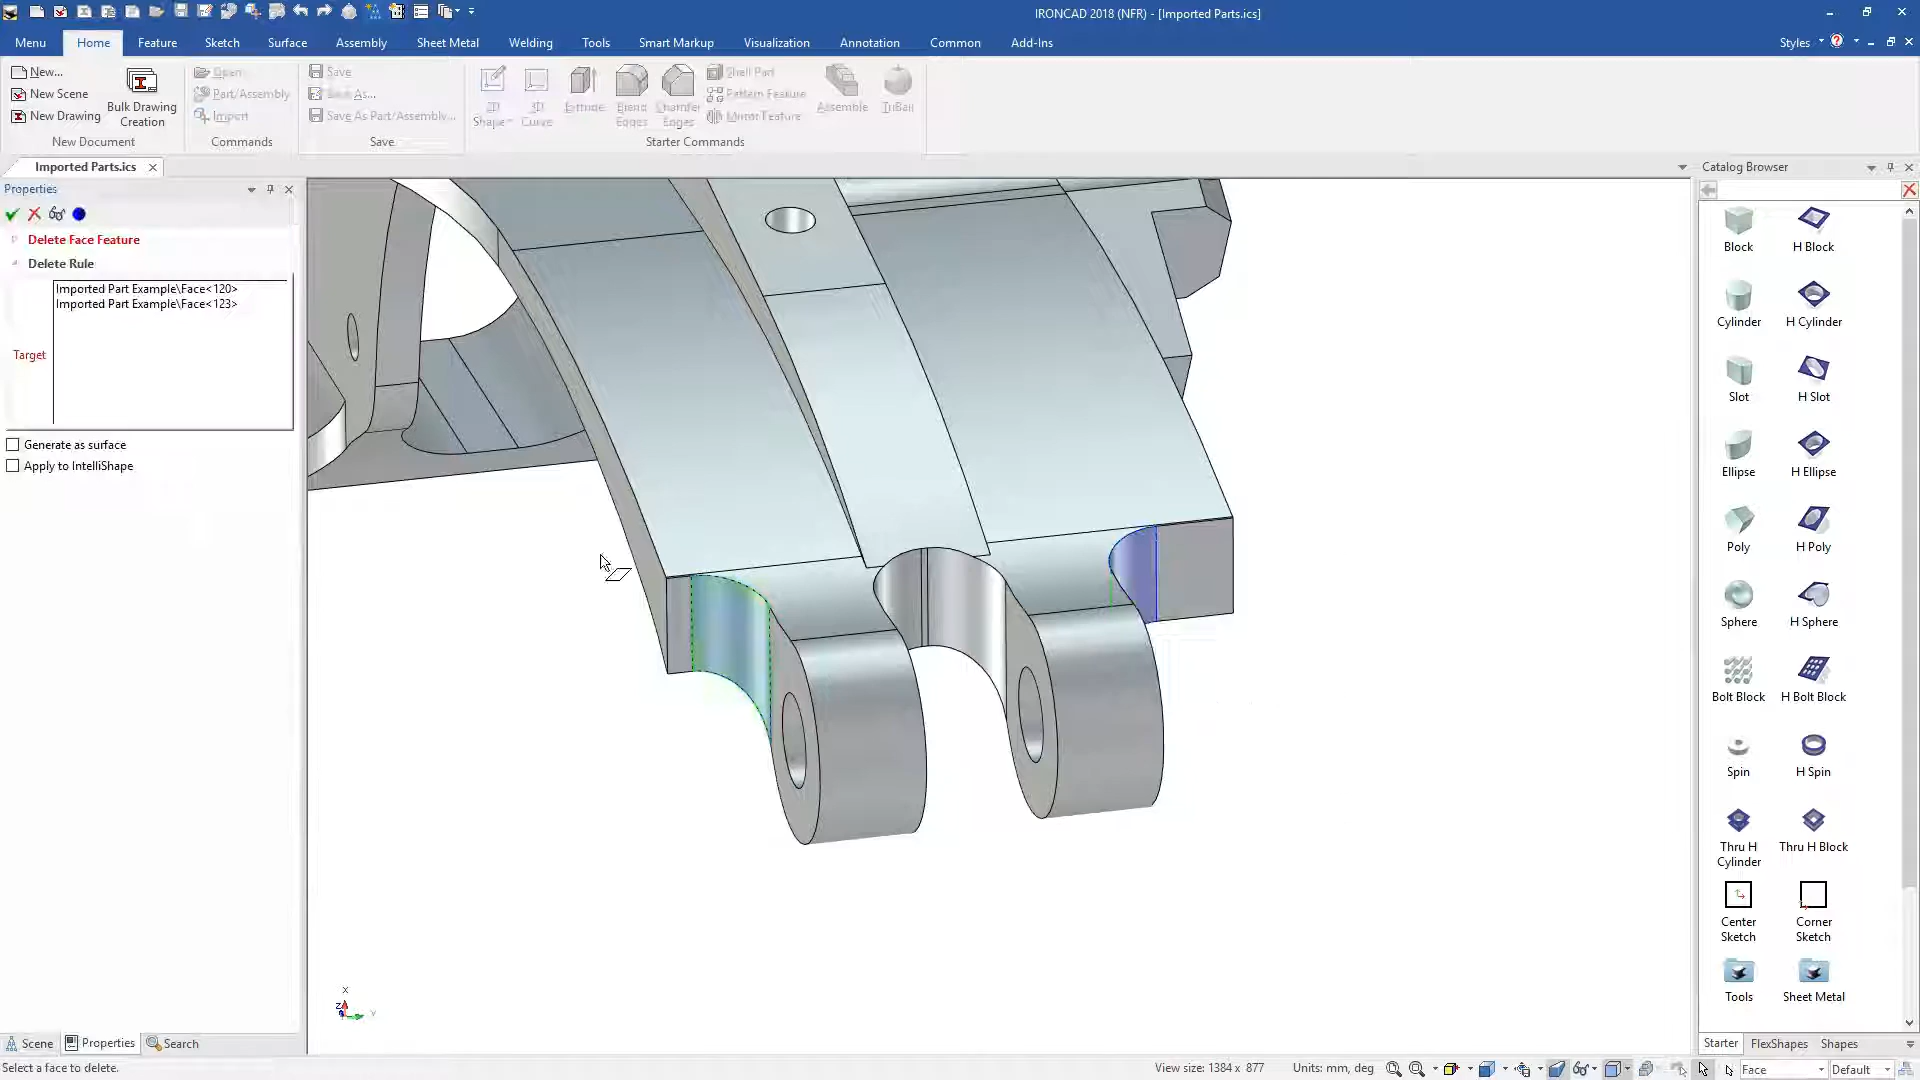 IRONCAD 2018 (NFR) - [Imported Parts.ics]
Menu
Home
Feature
Sketch
Surface
Assembly
Sheet Metal
Welding
Tools
Smart Markup
Visualization
Annotation
Common
Add-Ins
Styles
New...
New Scene
New Drawing
Bulk Drawing
Creation
New Document
Open
Part/Assembly
Import
Commands
Save
Save As...
Save As Part/Assembly...
Save
2D
Shape
3D
Curve
Extrude
Blend
Edges
Chamfer
Edges
Shell Part
Pattern Feature
Mirror Feature
Assemble
TriBall
Starter Commands
Imported Parts.ics
Catalog Browser
Properties
Delete Face Feature
Delete Rule
Imported Part Example\Face<120>
Imported Part Example\Face<123>
Target
Generate as surface
Apply to IntelliShape
Block
H Block
Cylinder
H Cylinder
Slot
H Slot
Ellipse
H Ellipse
Poly
H Poly
Sphere
H Sphere
Bolt Block
H Bolt Block
Spin
H Spin
Thru H
Cylinder
Thru H Block
Center
Sketch
Corner
Sketch
Tools
Sheet Metal
X
Z
Y
Scene
Properties
Search
Starter
FlexShapes
Shapes
Select a face to delete.
View size: 1384 x 877
Units: mm, deg
Face
Default